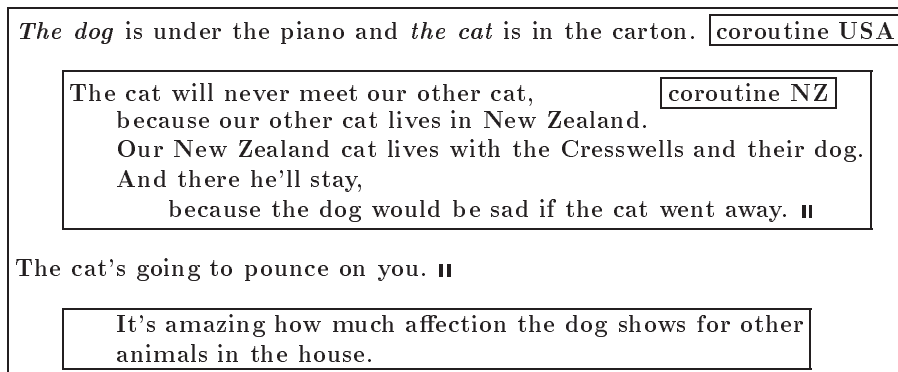 The dog is under the piano and the cat is in the carton. coroutine USA
The cat will never meet our other cat, coroutine NZ
because our other cat lives in New Zealand.
Our New Zealand cat lives with the Cresswells and their dog.
And there he'll stay,
because the dog would be sad if the cat went away. ⏸
The cat's going to pounce on you. ⏸
It's amazing how much affection the dog shows for other
animals in the house.